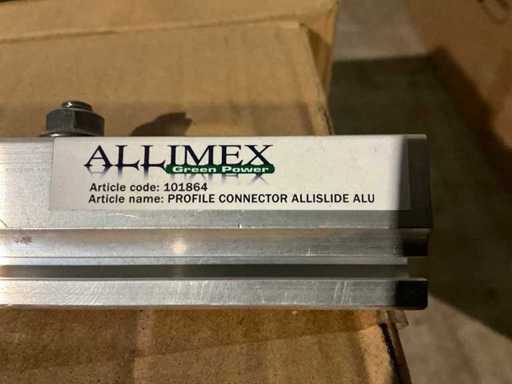 ALLIMEX
Green Power
Article code: 101864
Article name: PROFILE CONNECTOR ALLISLIDE ALU